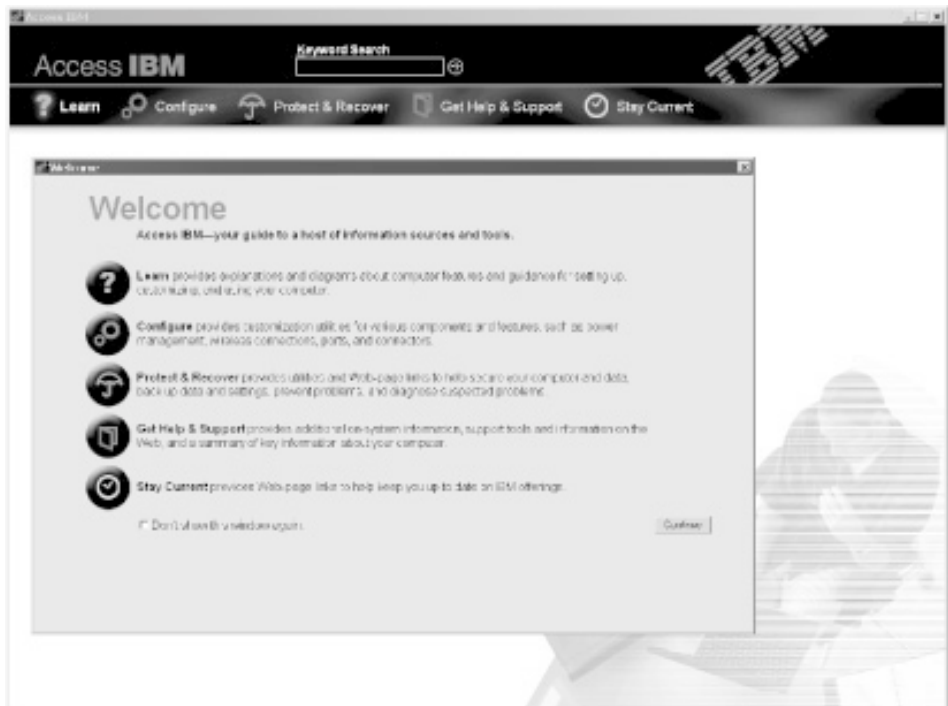 Access IBM
Access IBM
Keyword Search
IBM
Learn
Configure
Protect & Recover
Get Help & Support
Stay Current
Welcome
Welcome
Access IBM—your guide to a host of information sources and tools.
Learn provides explanations and diagrams about computer features and guidance for setting up,
customizing, and using your computer.
Configure provides customization utilities for various components and features, such as power
management, wireless connections, ports, and connectors.
Protect & Recover provides utilities and Web-page links to help secure your computer and data,
back up data and settings, prevent problems, and diagnose suspected problems.
Get Help & Support provides additional on-system information, support tools and information on the
Web, and a summary of key information about your computer.
Stay Current provides Web-page links to help keep you up to date on IBM offerings.
Don't show this window again.
Continue